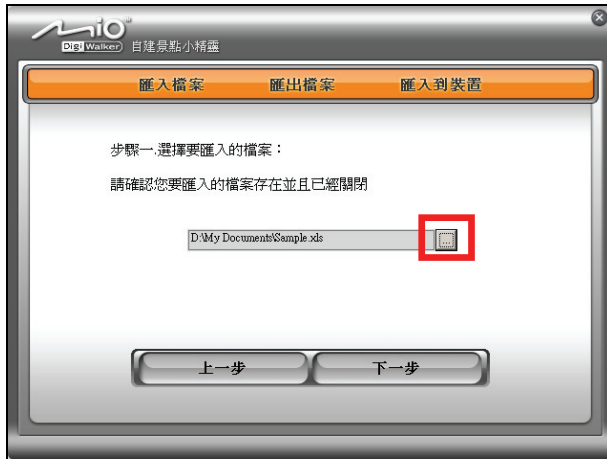 Mio
DigiWalker 自建景點小精靈
匯入檔案 匯出檔案 匯入到裝置
步驟一.選擇要匯入的檔案：
請確認您要匯入的檔案存在並且已經關閉
D:\My Documents\Sample.xls ...
上一步 下一步